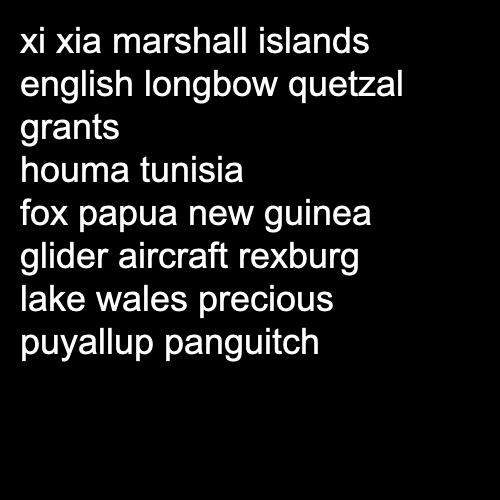 xi xia marshall islands
english longbow quetzal
grants
houma tunisia
fox papua new guinea
glider aircraft rexburg
lake wales precious
puyallup panguitch